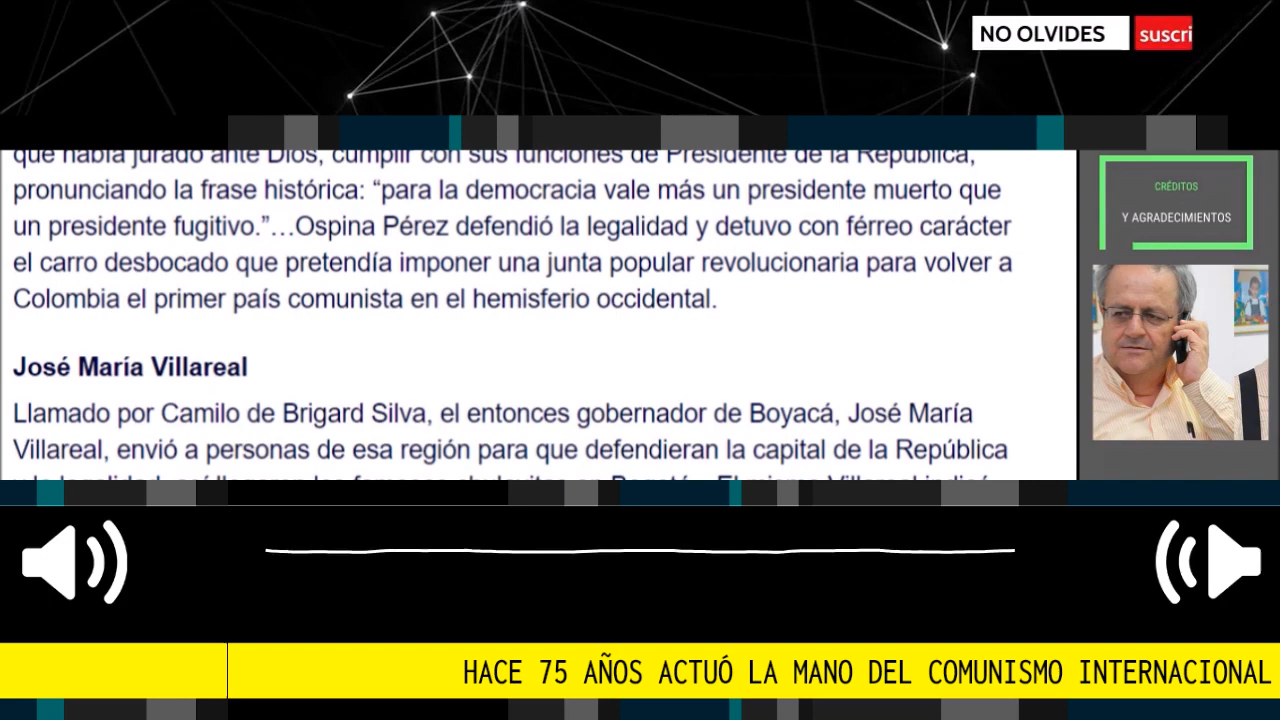 NO OLVIDES suscri
que había jurado ante Dios, cumplir con sus funciones de Presidente de la República,
pronunciando la frase histórica: “para la democracia vale más un presidente muerto que
un presidente fugitivo.”…Ospina Pérez defendió la legalidad y detuvo con férreo carácter
el carro desbocado que pretendía imponer una junta popular revolucionaria para volver a
Colombia el primer país comunista en el hemisferio occidental.
José María Villareal
Llamado por Camilo de Brigard Silva, el entonces gobernador de Boyacá, José María
Villareal, envió a personas de esa región para que defendieran la capital de la República
CRÉDITOS
Y AGRADECIMIENTOS
HACE 75 AÑOS ACTUÓ LA MANO DEL COMUNISMO INTERNACIONAL